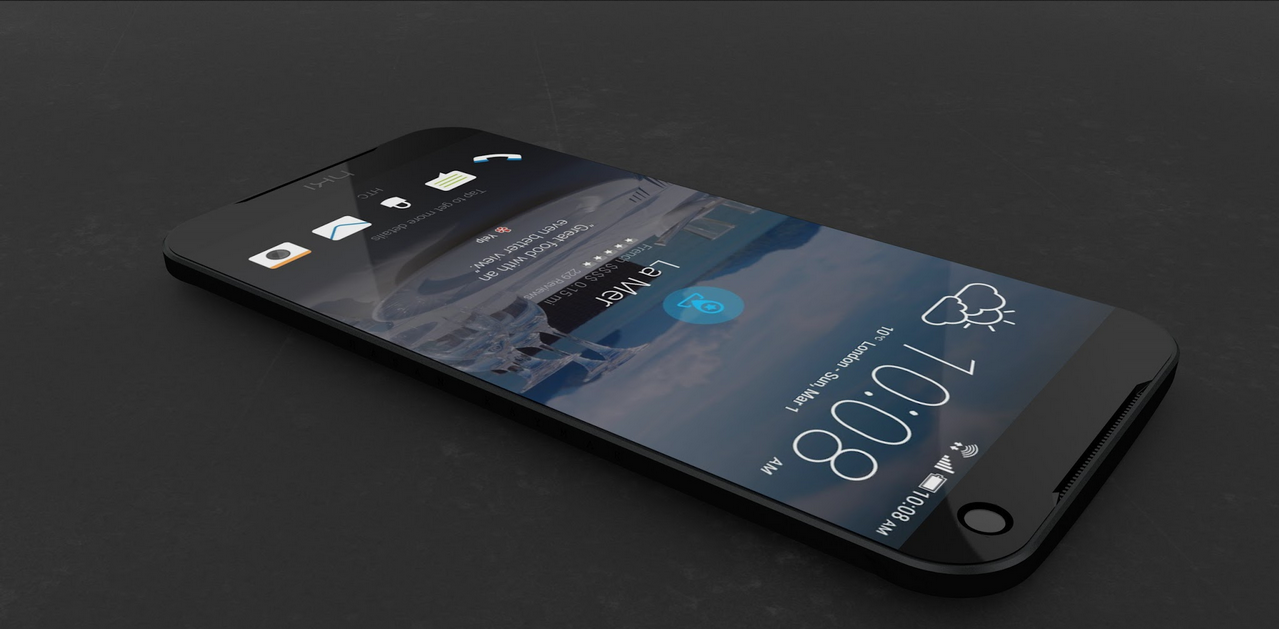 10:08 AM
10:08
AM
10°C London - Sun, Mar 1
La Mer
French $$$$ 0.15 mi
229 Reviews
"Great food with an
even better view."
Yelp
Tap to get more details
HTC